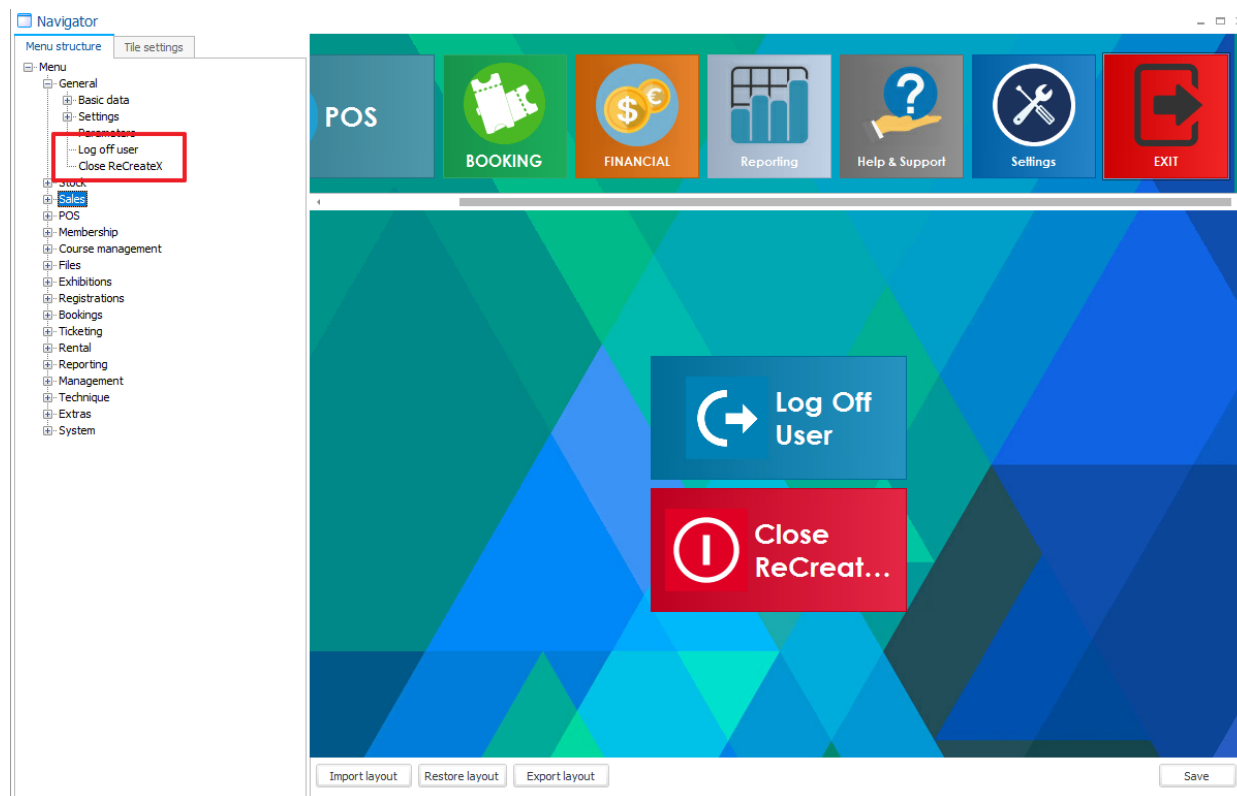 Navigator
Menu structure
Tile settings
Menu
General
Basic data
Settings
Parameters
Log off user
Close ReCreateX
Stock
Sales
POS
Membership
Course management
Files
Exhibitions
Registrations
Bookings
Ticketing
Rental
Reporting
Management
Technique
Extras
System
POS
BOOKING
FINANCIAL
Reporting
Help & Support
Settings
EXIT
Log Off
User
Close
ReCreat...
Import layout
Restore layout
Export layout
Save